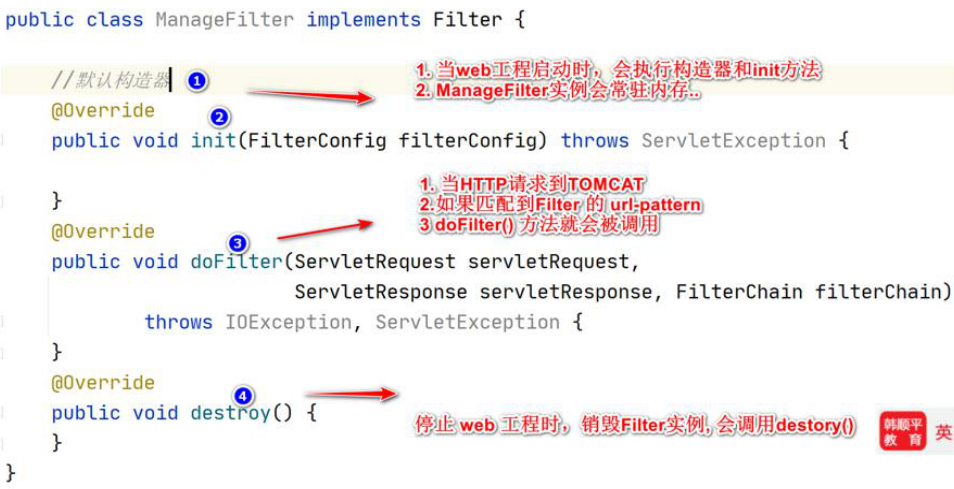 public class ManageFilter implements Filter {
//默认构造器 1
1. 当web工程启动时，会执行构造器和init方法
2. ManageFilter实例会常驻内存..
@Override
2
public void init(FilterConfig filterConfig) throws ServletException {
}
1. 当HTTP请求到TOMCAT
2.如果匹配到Filter 的 url-pattern
3 doFilter() 方法就会被调用
@Override
3
public void doFilter(ServletRequest servletRequest,
ServletResponse servletResponse, FilterChain filterChain)
throws IOException, ServletException {
}
@Override
4
public void destroy() {
停止 web 工程时，销毁Filter实例, 会调用destory()
}
}
韩顺平
教 育
英